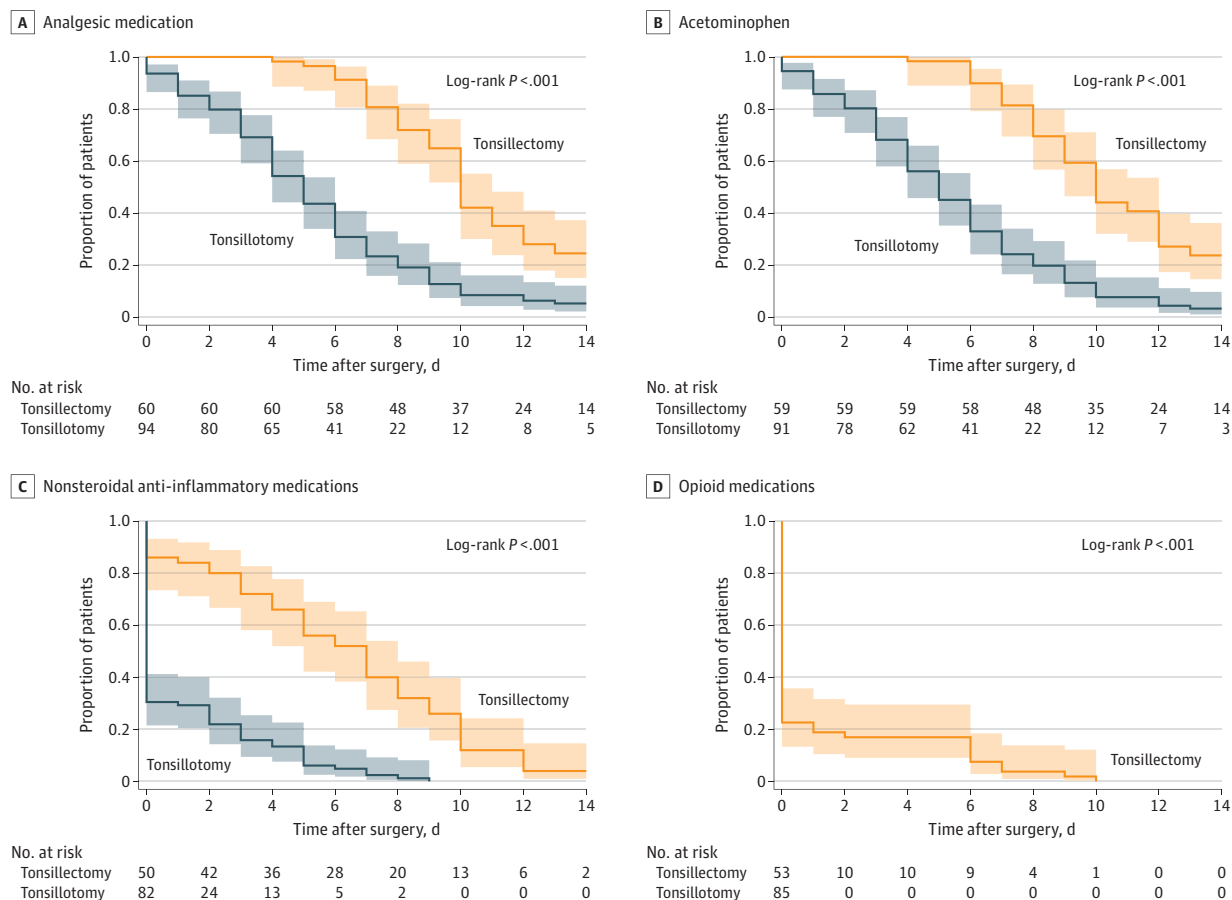 A Analgesic medication
1.0
0.8
0.6
0.4
0.2
0
Proportion of patients
Log-rank P <.001
Tonsillectomy
Tonsillotomy
0 2 4 6 8 10 12 14
Time after surgery, d
No. at risk
Tonsillectomy 60 60 60 58 48 37 24 14
Tonsillotomy 94 80 65 41 22 12 8 5
B Acetominophen
1.0
0.8
0.6
0.4
0.2
0
Proportion of patients
Log-rank P <.001
Tonsillectomy
Tonsillotomy
0 2 4 6 8 10 12 14
Time after surgery, d
No. at risk
Tonsillectomy 59 59 59 58 48 35 24 14
Tonsillotomy 91 78 62 41 22 12 7 3
C Nonsteroidal anti-inflammatory medications
1.0
0.8
0.6
0.4
0.2
0
Proportion of patients
Log-rank P <.001
Tonsillectomy
Tonsillotomy
0 2 4 6 8 10 12 14
Time after surgery, d
No. at risk
Tonsillectomy 50 42 36 28 20 13 6 2
Tonsillotomy 82 24 13 5 2 0 0 0
D Opioid medications
1.0
0.8
0.6
0.4
0.2
0
Proportion of patients
Log-rank P <.001
Tonsillectomy
0 2 4 6 8 10 12 14
Time after surgery, d
No. at risk
Tonsillectomy 53 10 10 9 4 1 0 0
Tonsillotomy 85 0 0 0 0 0 0 0